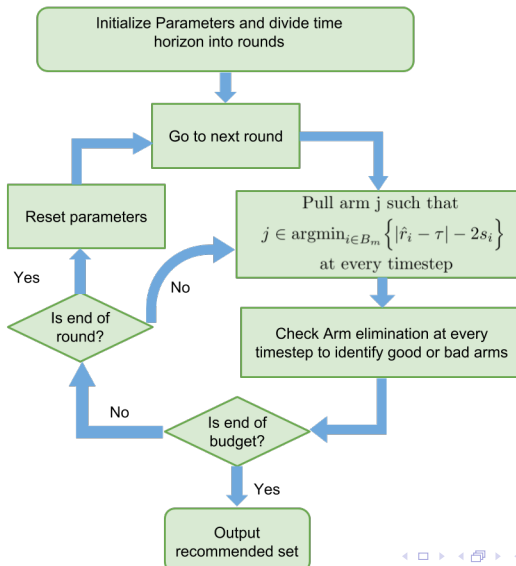 Initialize Parameters and divide time
horizon into rounds
Go to next round
Reset parameters
Pull arm j such that
j ∈ argmin_{i∈B_m} {|r̂_i − τ| − 2s_i}
at every timestep
Yes
No
Is end of
round?
Check Arm elimination at every
timestep to identify good or bad arms
No
Is end of
budget?
Yes
Output
recommended set